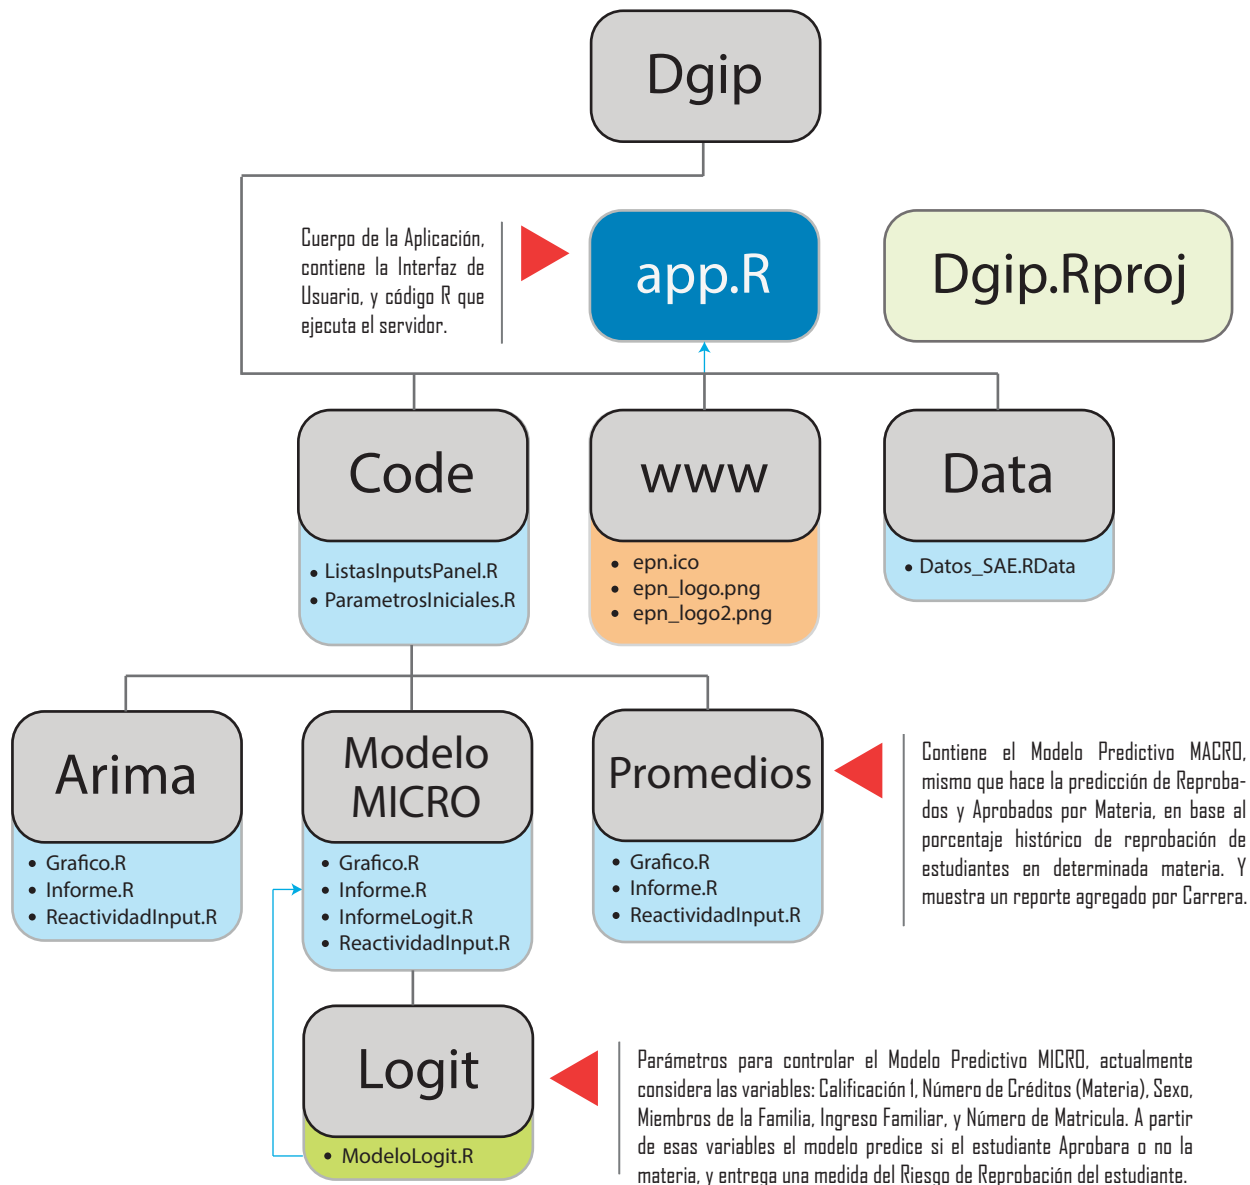 Dgip
Cuerpo de la Aplicación,
contiene la Interfaz de
Usuario, y código R que
ejecuta el servidor.
app.R
Dgip.Rproj
Code
• ListasInputsPanel.R
• ParametrosIniciales.R
www
• epn.ico
• epn_logo.png
• epn_logo2.png
Data
• Datos_SAE.RData
Arima
• Grafico.R
• Informe.R
• ReactividadInput.R
Modelo
MICRO
• Grafico.R
• Informe.R
• InformeLogit.R
• ReactividadInput.R
Promedios
• Grafico.R
• Informe.R
• ReactividadInput.R
Contiene el Modelo Predictivo MACRO,
mismo que hace la predicción de Reproba-
dos y Aprobados por Materia, en base al
porcentaje histórico de reprobación de
estudiantes en determinada materia. Y
muestra un reporte agregado por Carrera.
Logit
• ModeloLogit.R
Parámetros para controlar el Modelo Predictivo MICRO, actualmente
considera las variables: Calificación 1, Número de Créditos (Materia), Sexo,
Miembros de la Familia, Ingreso Familiar, y Número de Matricula. A partir
de esas variables el modelo predice si el estudiante Aprobara o no la
materia, y entrega una medida del Riesgo de Reprobación del estudiante.